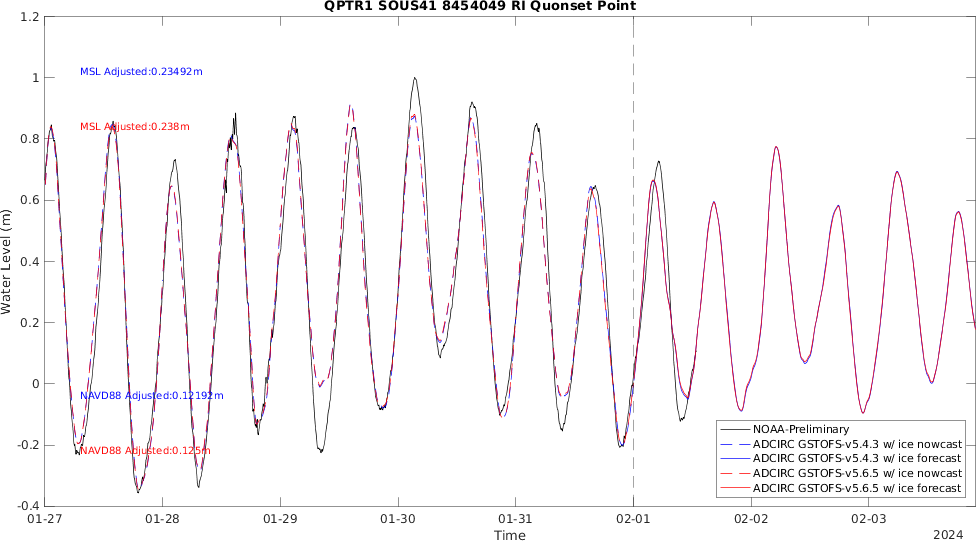 QPTR1 SOUS41 8454049 RI Quonset Point
1.2
1
0.8
0.6
0.4
0.2
0
-0.2
-0.4
Water Level (m)
MSL Adjusted:0.23492m
MSL Adjusted:0.238m
NAVD88 Adjusted:0.12192m
NAVD88 Adjusted:0.125m
NOAA-Preliminary
ADCIRC GSTOFS-v5.4.3 w/ ice nowcast
ADCIRC GSTOFS-v5.4.3 w/ ice forecast
ADCIRC GSTOFS-v5.6.5 w/ ice nowcast
ADCIRC GSTOFS-v5.6.5 w/ ice forecast
01-27 01-28 01-29 01-30 01-31 02-01 02-02 02-03
Time
2024